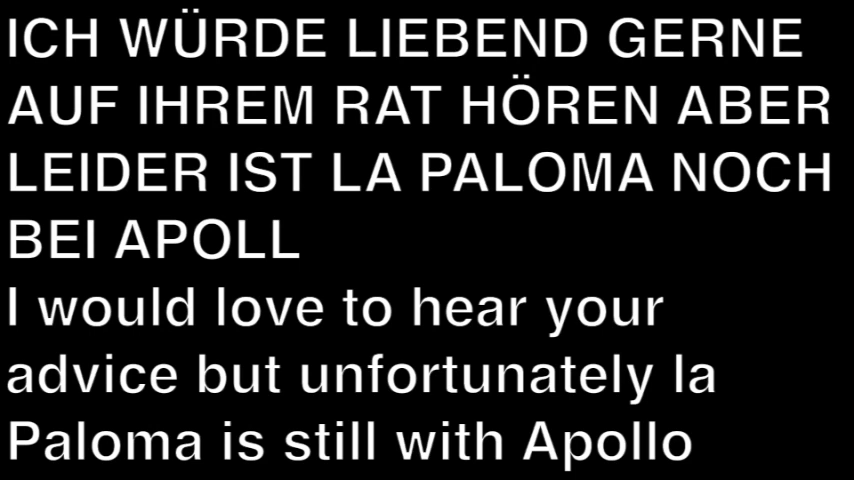 ICH WÜRDE LIEBEND GERNE
AUF IHREM RAT HÖREN ABER
LEIDER IST LA PALOMA NOCH
BEI APOLL
I would love to hear your
advice but unfortunately la
Paloma is still with Apollo